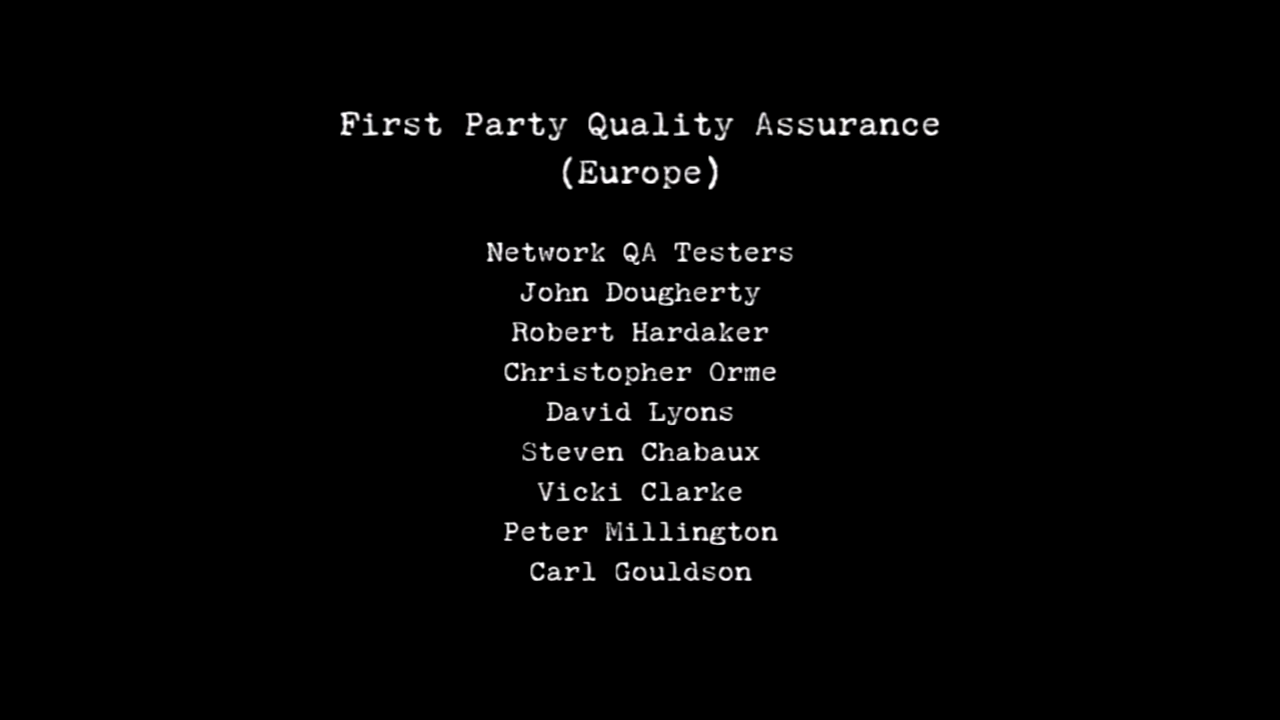 First Party Quality Assurance
(Europe)
Network QA Testers
John Dougherty
Robert Hardaker
Christopher Orme
David Lyons
Steven Chabaux
Vicki Clarke
Peter Millington
Carl Gouldson